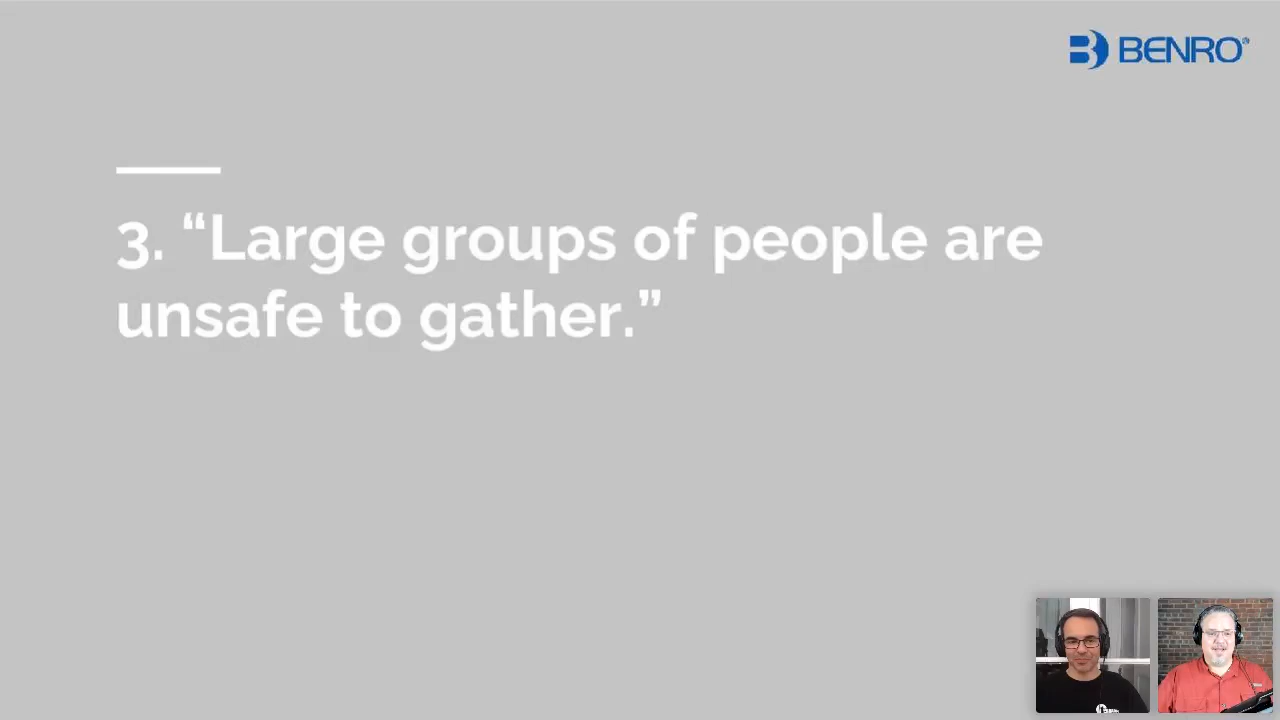 BENRO®
3. “Large groups of people are
unsafe to gather.”